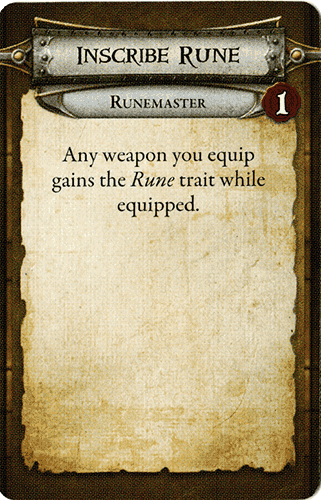 Inscribe Rune
Runemaster
1
Any weapon you equip
gains the Rune trait while
equipped.